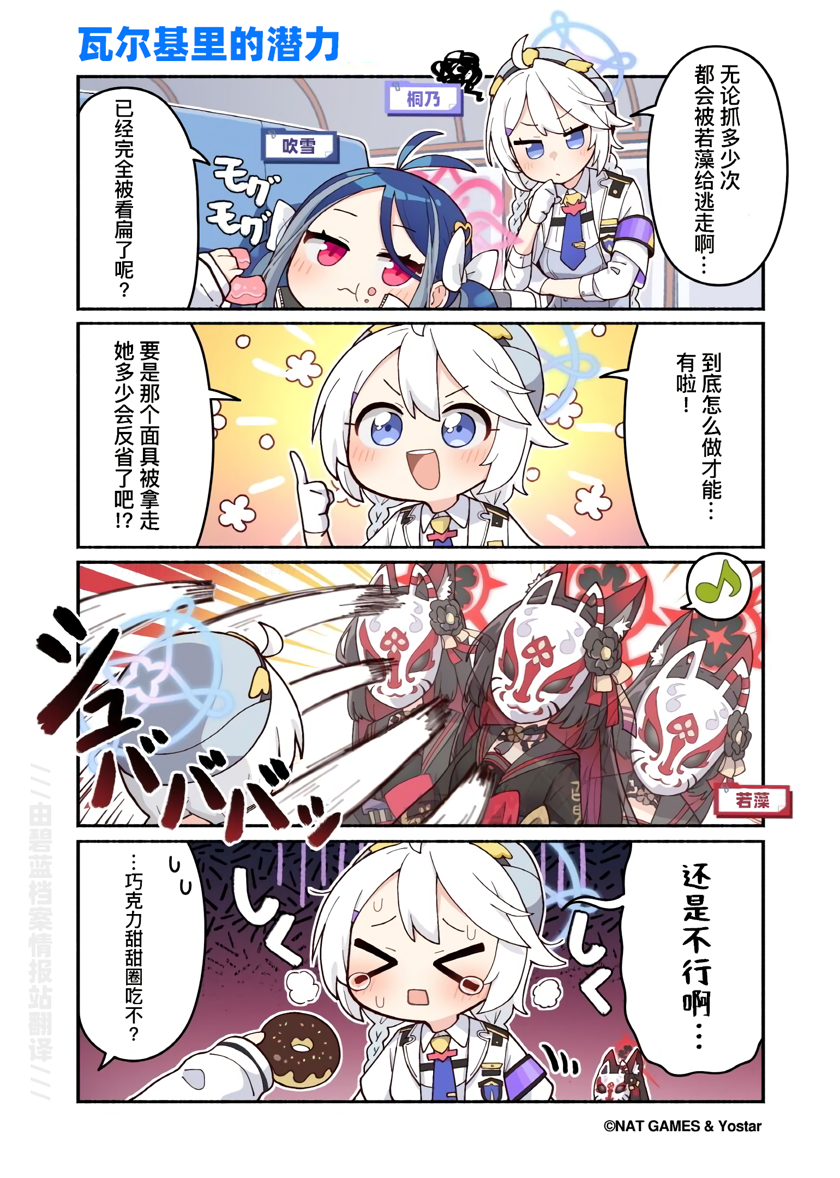 瓦尔基里的潜力
无论抓多少次
都会被若藻给逃走啊…
桐乃
吹雪
モグ
モグ
已经完全被看扁了呢？
到底怎么做才能…
有啦！
要是那个面具被拿走
她多少会反省了吧!?
ジュババババッ
若藻
还是不行啊…
しく
しく
…巧克力甜甜圈吃不？
///由碧蓝档案情报站翻译///
©NAT GAMES & Yostar